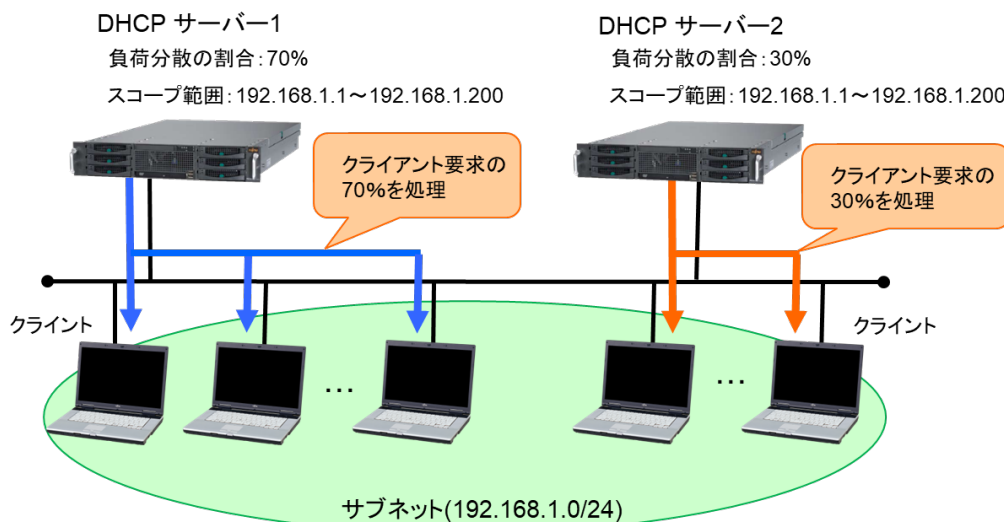 DHCP サーバー1
負荷分散の割合：70%
スコープ範囲：192.168.1.1～192.168.1.200
DHCP サーバー2
負荷分散の割合：30%
スコープ範囲：192.168.1.1～192.168.1.200
クライアント要求の
70%を処理
クライアント要求の
30%を処理
クライント
クライント
...
...
サブネット(192.168.1.0/24)